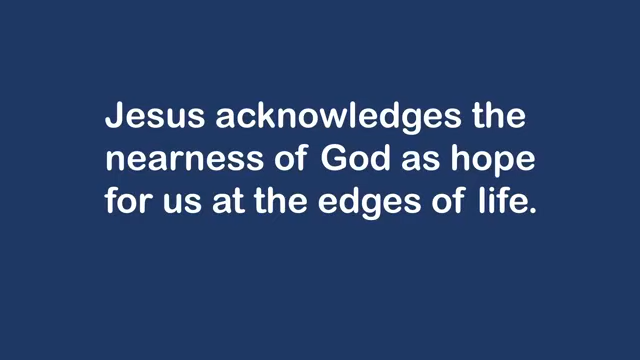 Jesus acknowledges the
nearness of God as hope
for us at the edges of life.